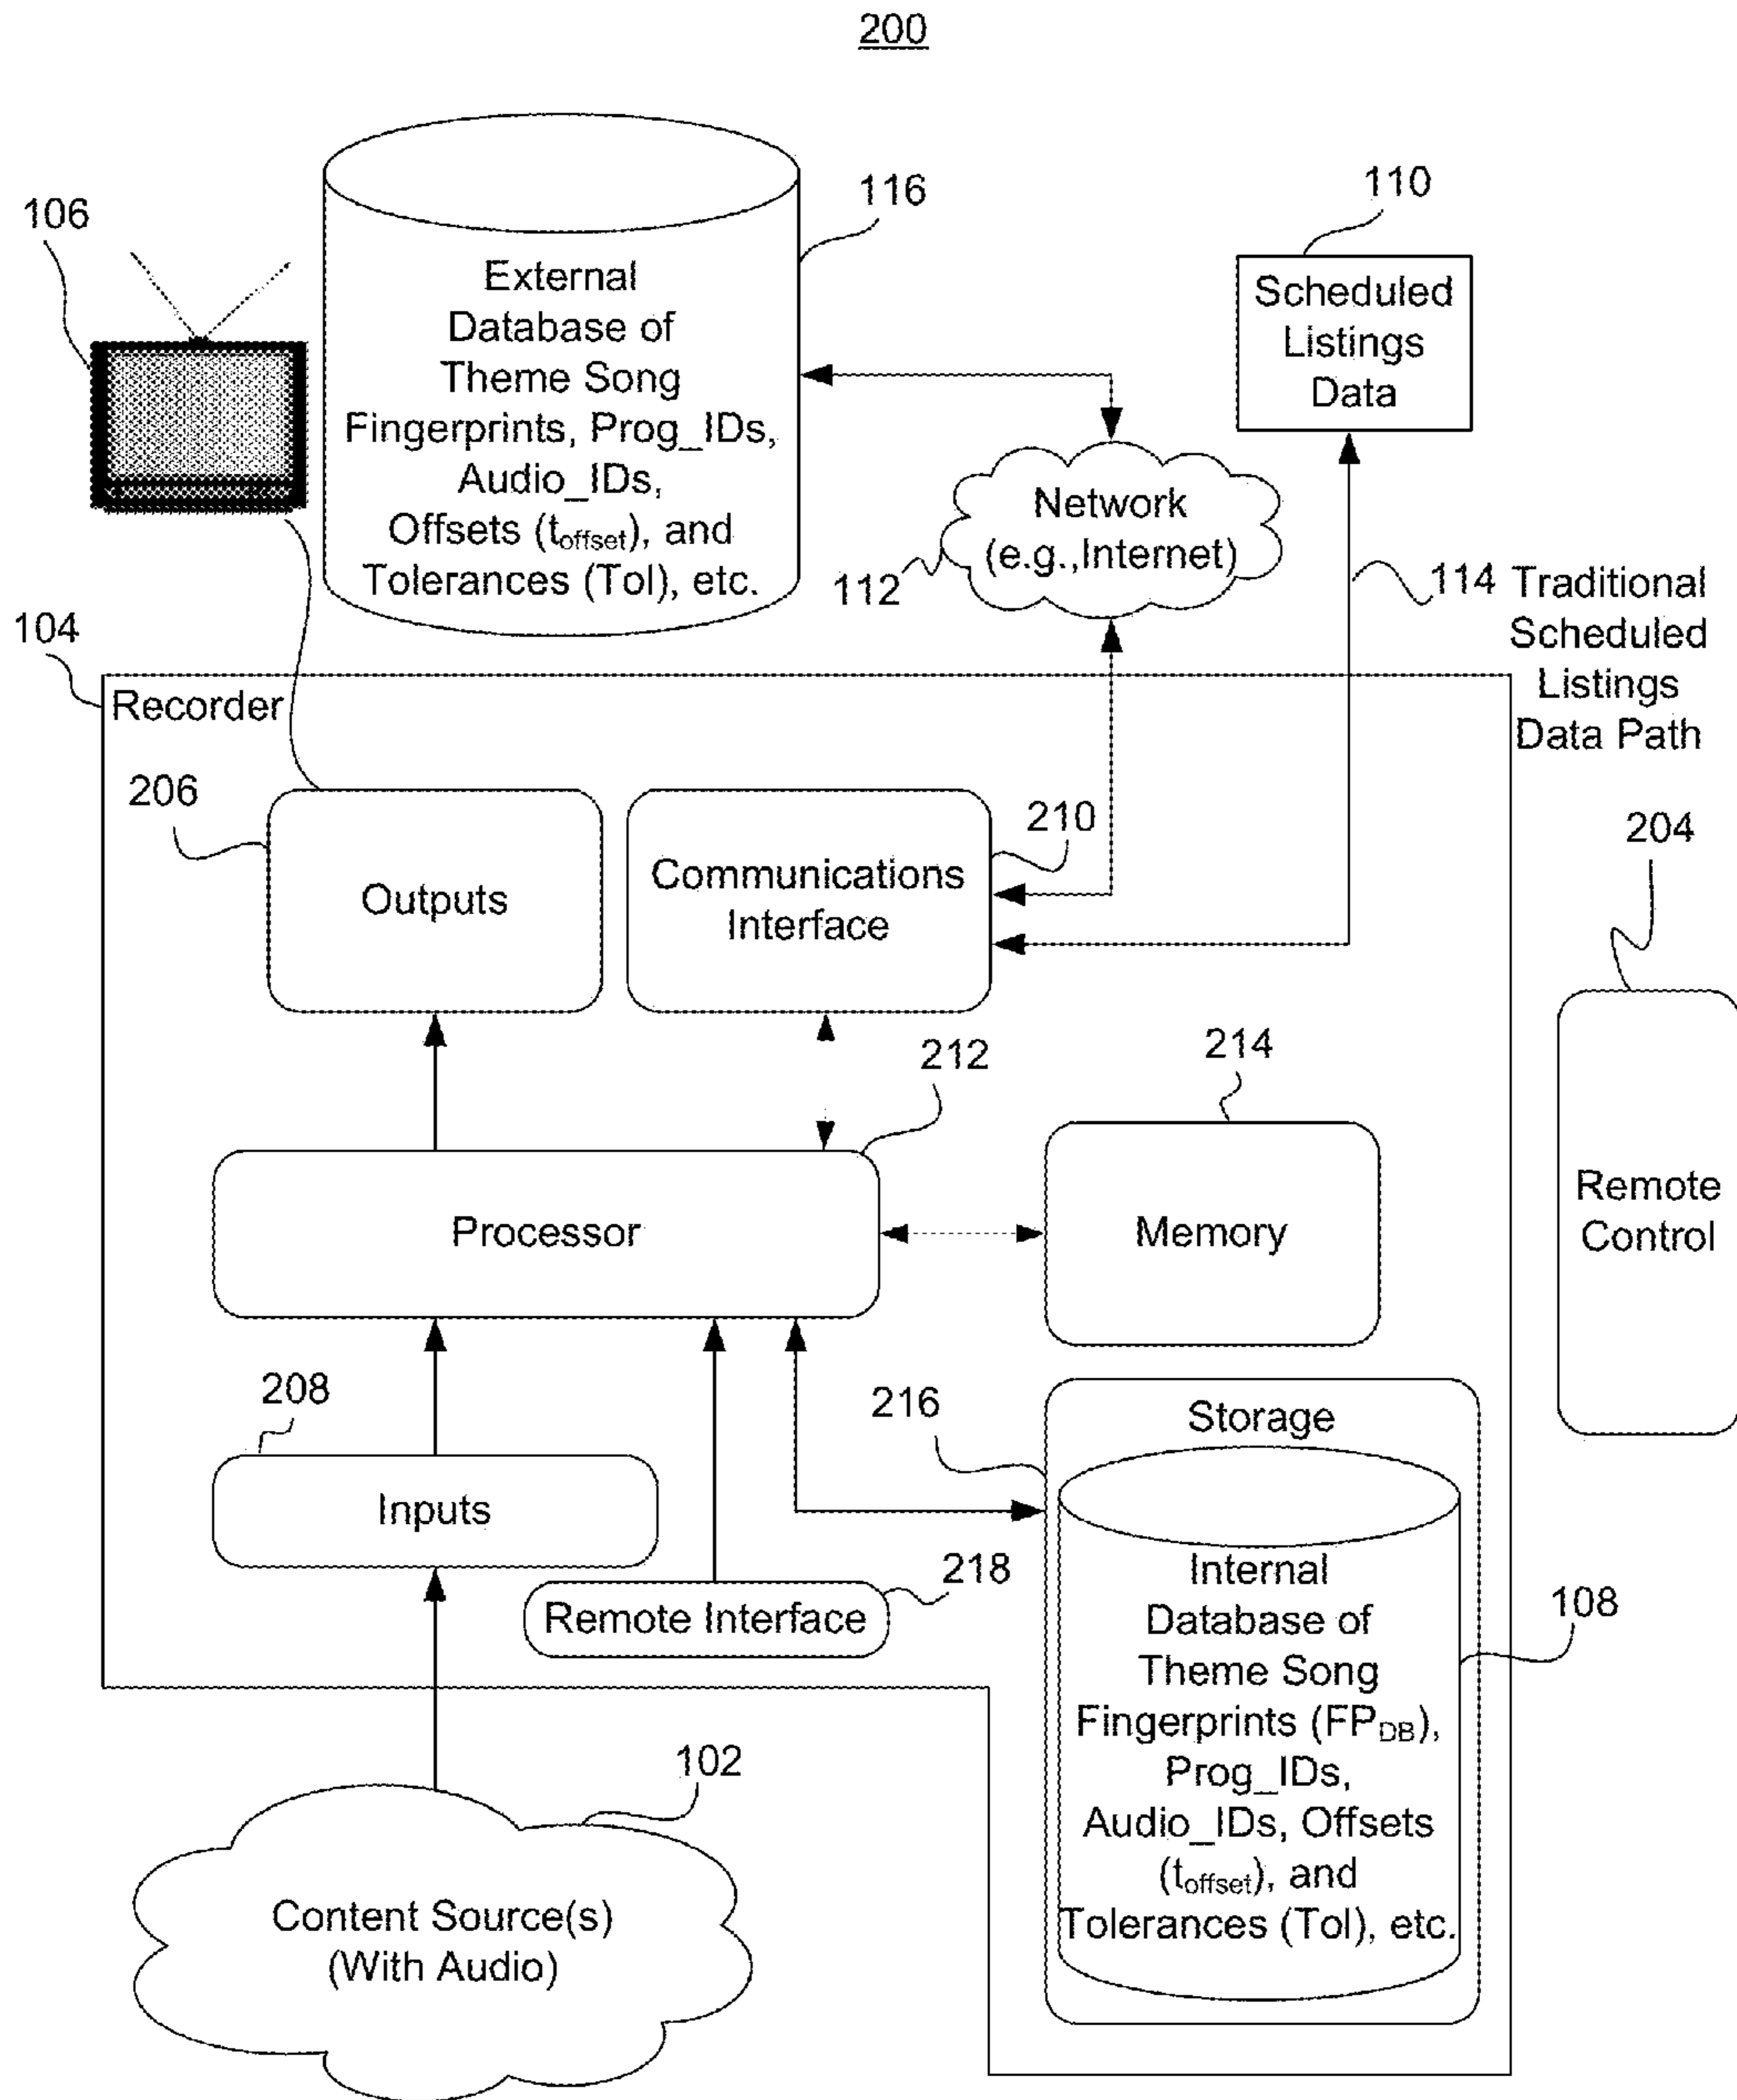 200
106
116
110
External
Database of
Theme Song
Fingerprints, Prog_IDs,
Audio_IDs,
Offsets (toffset), and
Tolerances (Tol), etc.
Scheduled
Listings
Data
Network
(e.g.,Internet)
112
114 Traditional
Scheduled
Listings
Data Path
104
Recorder
206
Outputs
Communications
Interface
210
204
Remote
Control
212
Processor
214
Memory
208
Inputs
Remote Interface
218
216
Storage
Internal
Database of
Theme Song
Fingerprints (FPDB),
Prog_IDs,
Audio_IDs, Offsets
(toffset), and
Tolerances (Tol), etc.
108
102
Content Source(s)
(With Audio)